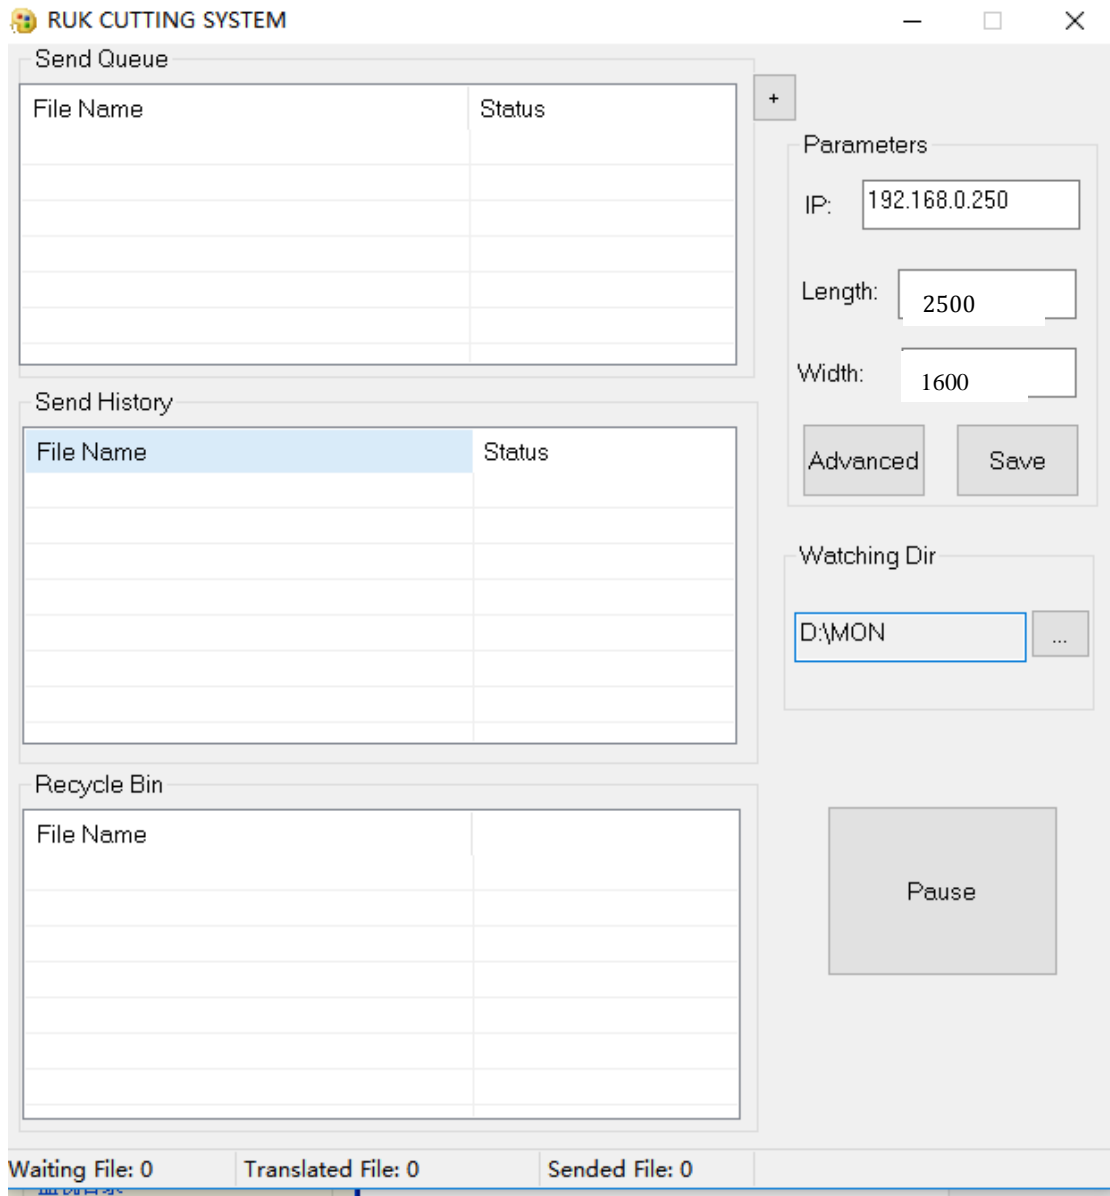 RUK CUTTING SYSTEM
Send Queue
File Name Status
+
Parameters
IP: 192.168.0.250
Length: 2500
Width: 1600
Advanced Save
Send History
File Name Status
Watching Dir
D:\MON ...
Recycle Bin
File Name
Pause
Waiting File: 0 Translated File: 0 Sended File: 0